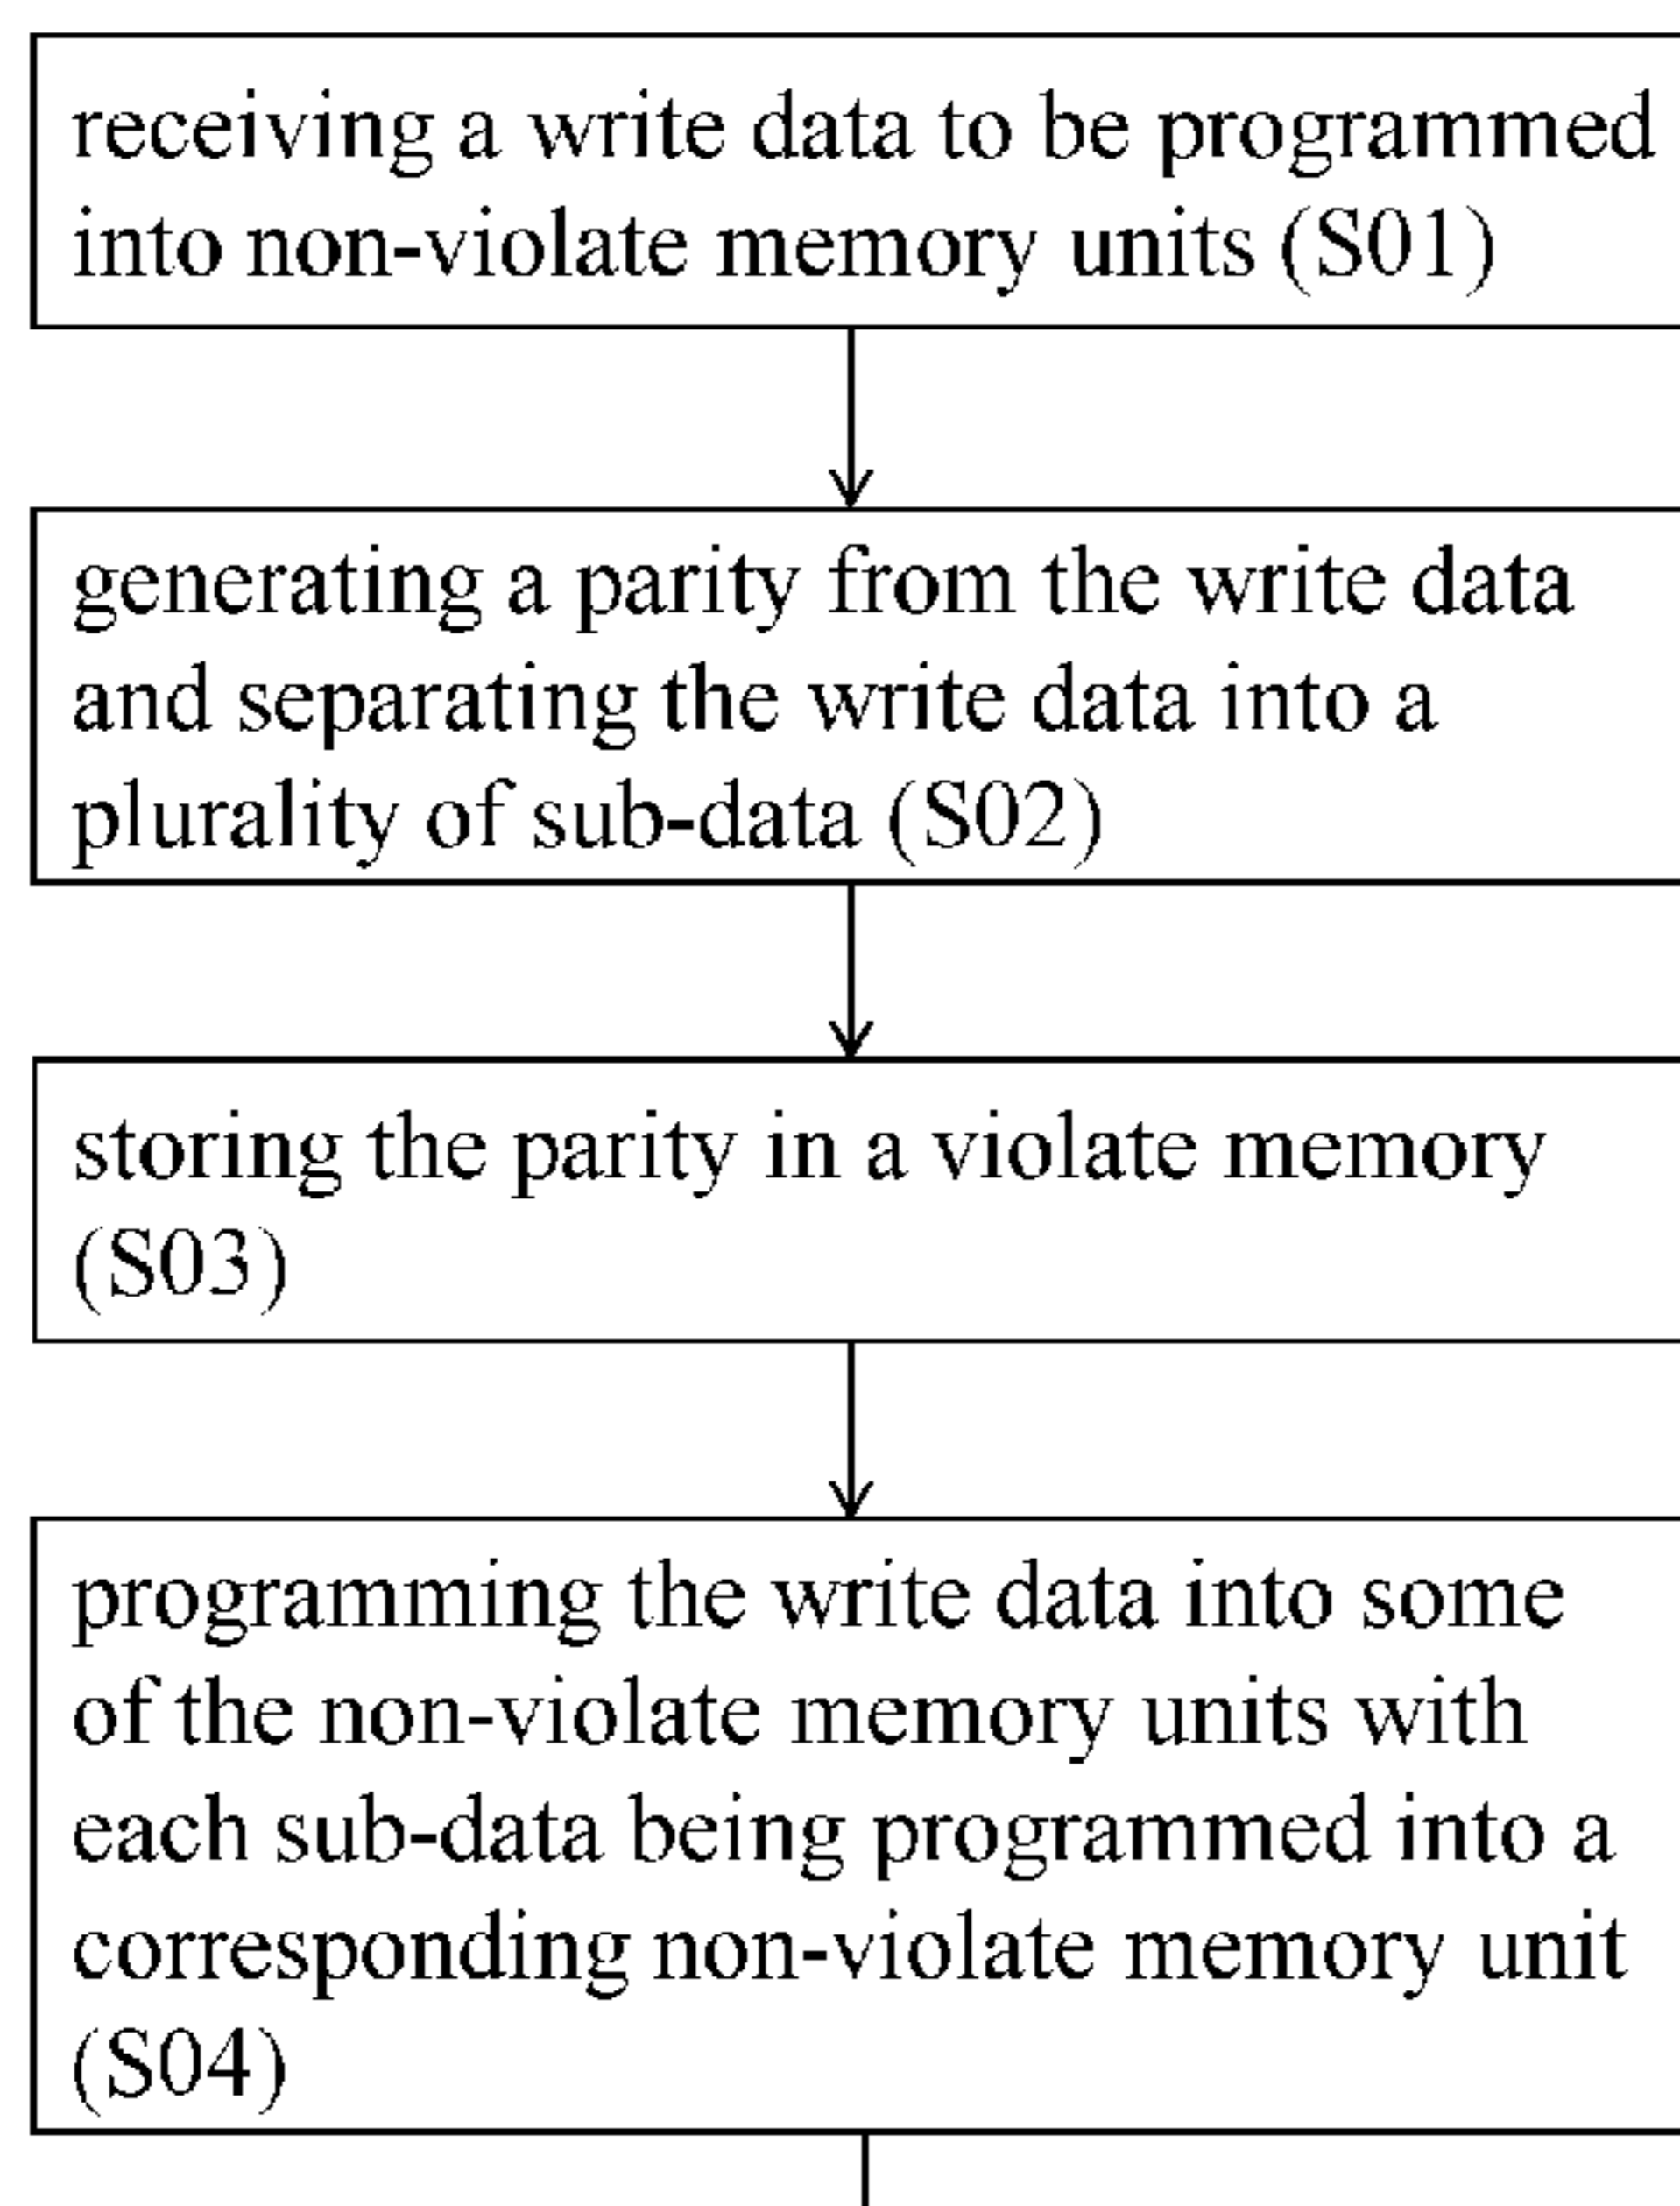 receiving a write data to be programmed
into non-violate memory units (S01)
generating a parity from the write data
and separating the write data into a
plurality of sub-data (S02)
storing the parity in a violate memory
(S03)
programming the write data into some
of the non-violate memory units with
each sub-data being programmed into a
corresponding non-violate memory unit
(S04)